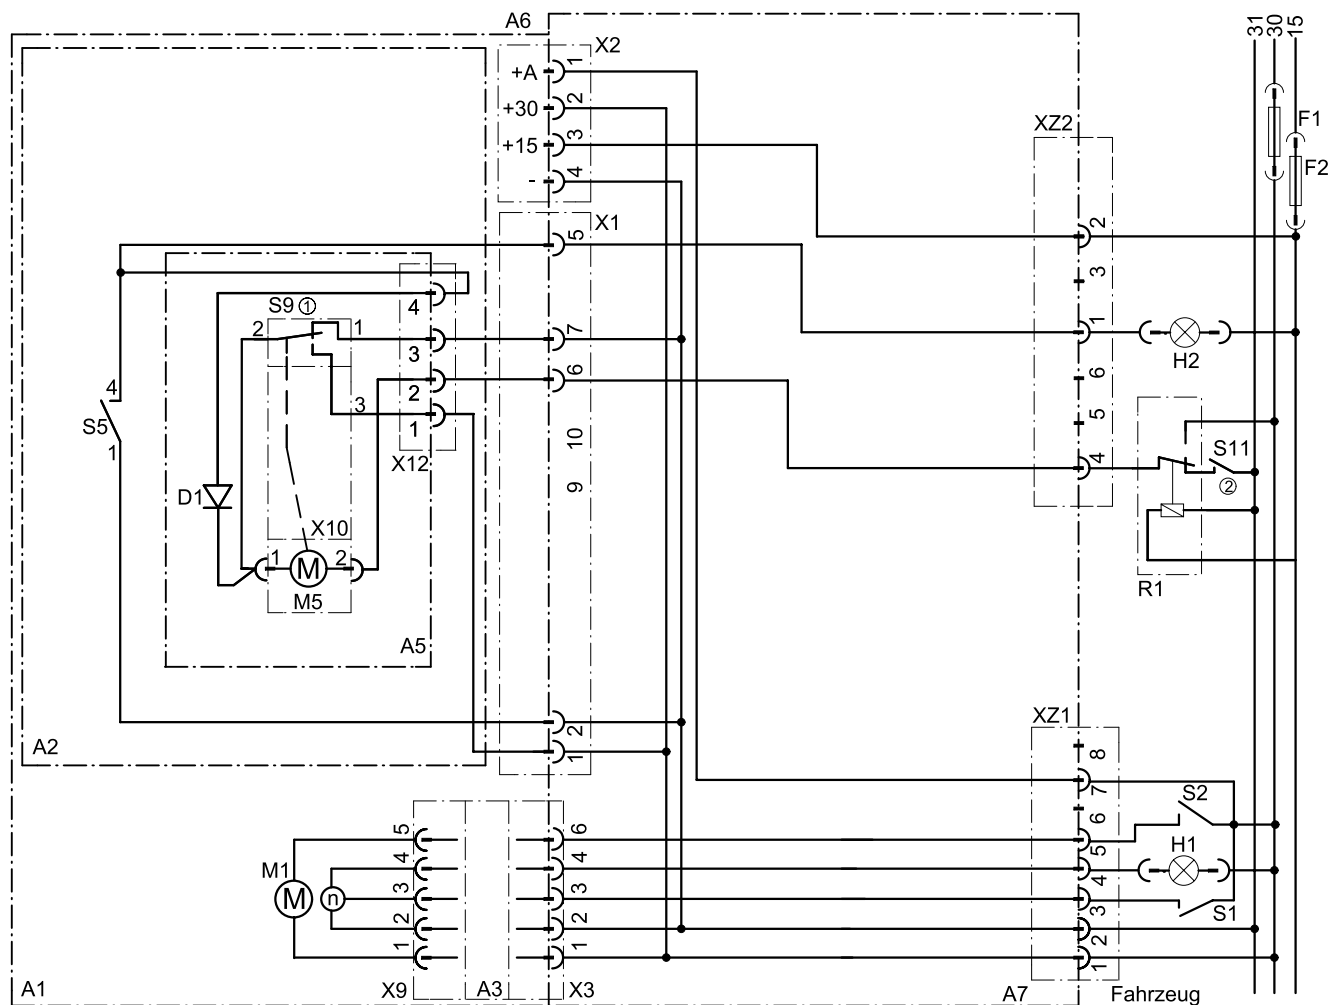 A6
31
30
15
X2
+A
1
+30
2
+15
3
-
4
F1
F2
XZ2
X1
5
2
3
4
S9 ①
2
1
3
7
1
H2
6
2
6
3
1
X12
5
4
S5
1
10
9
4
S11
②
D1
X10
1
M
2
M5
R1
A5
XZ1
2
1
A2
8
7
6
S2
5
6
5
H1
M1
M
n
4
4
4
3
3
3
S1
2
2
2
1
1
1
A1
X9
A3
X3
A7
Fahrzeug